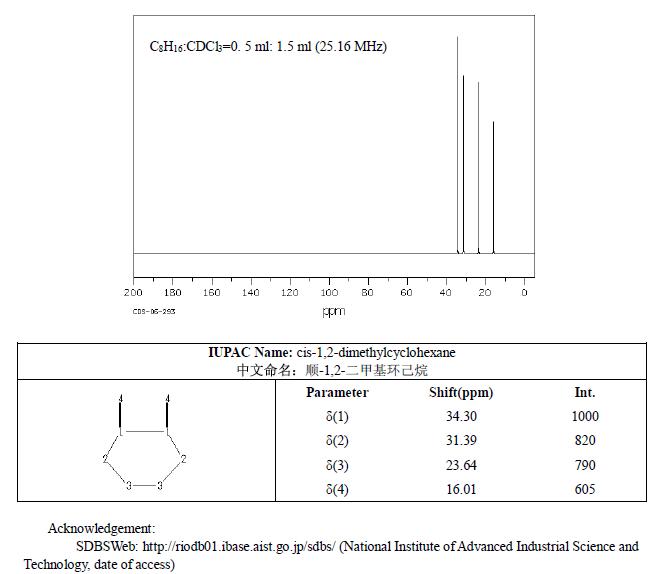 C₈H₁₆:CDCl₃=0. 5 ml: 1.5 ml (25.16 MHz)
200 180 160 140 120 100 80 60 40 20 0
CDS-06-293
ppm
IUPAC Name: cis-1,2-dimethylcyclohexane
中文命名：顺-1,2-二甲基环己烷
Parameter Shift(ppm) Int.
4 4
δ(1) 34.30 1000
1 1
δ(2) 31.39 820
2 2
δ(3) 23.64 790
3 3
δ(4) 16.01 605
Acknowledgement:
SDBSWeb: http://riodb01.ibase.aist.go.jp/sdbs/ (National Institute of Advanced Industrial Science and
Technology, date of access)